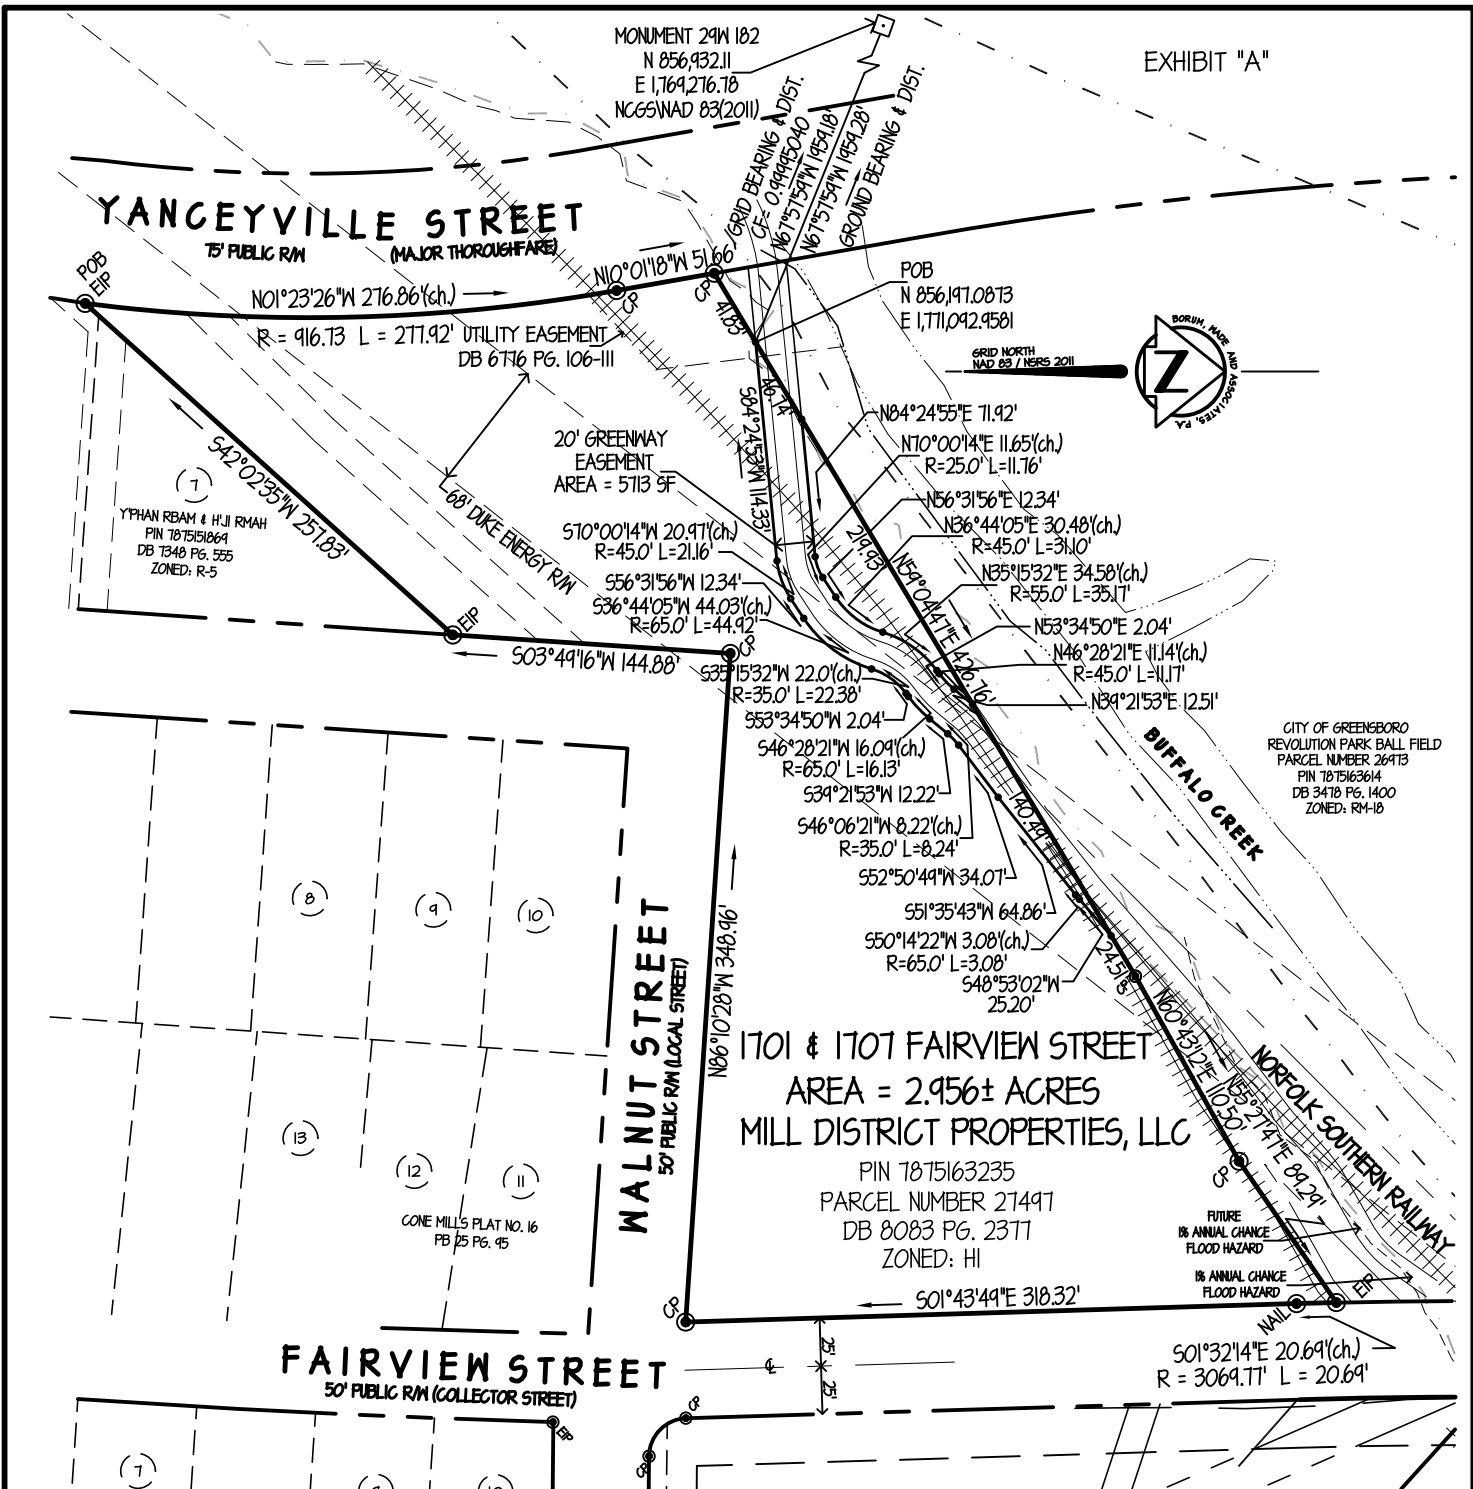 EXHIBIT "A"
MONUMENT 29W 182
N 856,932.11
E 1,769,276.78
NCGS\NAD 83(2011)
GRID BEARING & DIST.
CF= 0.99995040
N67°57'59"W 1959.18'
N67°57'59"W 1959.28'
GROUND BEARING & DIST.
YANCEYVILLE STREET
75' PUBLIC R/W (MAJOR THOROUGHFARE)
POB
EIP
N01°23'26"W 276.86'(ch.)
R = 916.73 L = 277.92'
N10°01'18"W 51.66'
CP
CP
UTILITY EASEMENT
DB 6776 PG. 106-111
POB
N 856,197.0873
E 1,771,092.9581
GRID NORTH
NAD 83 / NSRS 2011
BORUM, WADE AND ASSOCIATES, P.A.
N
41.83'
46.74'
S84°24'53"W 114.33'
S42°02'35"W 257.83'
7
Y'PHAN RBAM & H'JI RMAH
PIN 7875151869
DB 7348 PG. 555
ZONED: R-5
68' DUKE ENERGY R/W
20' GREENWAY
EASEMENT
AREA = 5713 SF
N84°24'55"E 71.92'
N70°00'14"E 11.65'(ch.)
R=25.0' L=11.76'
N56°31'56"E 12.34'
N36°44'05"E 30.48'(ch.)
R=45.0' L=31.10'
N35°15'32"E 34.58'(ch.)
R=55.0' L=35.17'
N53°34'50"E 2.04'
N46°28'21"E 11.14'(ch.)
R=45.0' L=11.17'
N39°21'53"E 12.51'
219.93'
N59°04'47"E 426.76'
S70°00'14"W 20.97'(ch.)
R=45.0' L=21.16'
S56°31'56"W 12.34'
S36°44'05"W 44.03'(ch.)
R=65.0' L=44.92'
S35°15'32"W 22.0'(ch.)
R=35.0' L=22.38'
S53°34'50"W 2.04'
S46°28'21"W 16.09'(ch.)
R=65.0' L=16.13'
S39°21'53"W 12.22'
S46°06'21"W 8.22'(ch.)
R=35.0' L=8.24'
S52°50'49"W 34.07'
S51°35'43"W 64.86'
S50°14'22"W 3.08'(ch.)
R=65.0' L=3.08'
S48°53'02"W
25.20'
140.49'
24.51'
EIP
S03°49'16"W 144.88'
CP
BUFFALO CREEK
CITY OF GREENSBORO
REVOLUTION PARK BALL FIELD
PARCEL NUMBER 26973
PIN 7875163614
DB 3478 PG. 1400
ZONED: RM-18
8
9
10
13
12
11
CONE MILLS PLAT NO. 16
PB 25 PG. 95
WALNUT STREET
50' PUBLIC R/W (LOCAL STREET)
N86°10'28"W 348.96'
1701 & 1707 FAIRVIEW STREET
AREA = 2.956± ACRES
MILL DISTRICT PROPERTIES, LLC
PIN 7875163235
PARCEL NUMBER 27497
DB 8083 PG. 2377
ZONED: HI
N60°43'12"E 110.50'
N55°27'47"E 89.29'
NORFOLK SOUTHERN RAILWAY
CP
FUTURE
1% ANNUAL CHANCE
FLOOD HAZARD
1% ANNUAL CHANCE
FLOOD HAZARD
EIP
NAIL
CP
S01°43'49"E 318.32'
S01°32'14"E 20.69'(ch.)
R = 3069.77' L = 20.69'
25'
25'
FAIRVIEW STREET
50' PUBLIC R/W (COLLECTOR STREET)
EIP
CP
CP
7